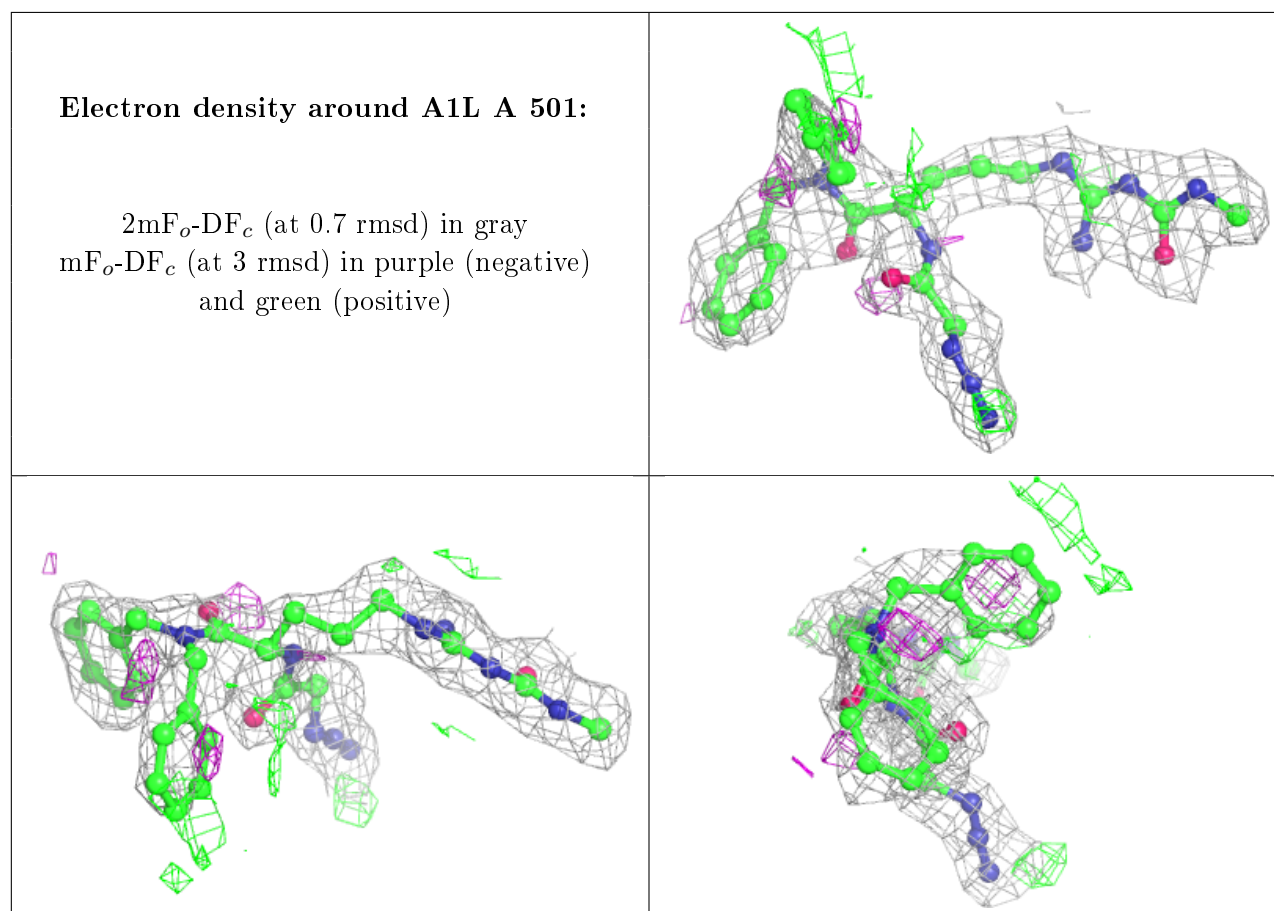 Electron density around A1L A 501:
2mFo-DFc (at 0.7 rmsd) in gray
mFo-DFc (at 3 rmsd) in purple (negative)
and green (positive)